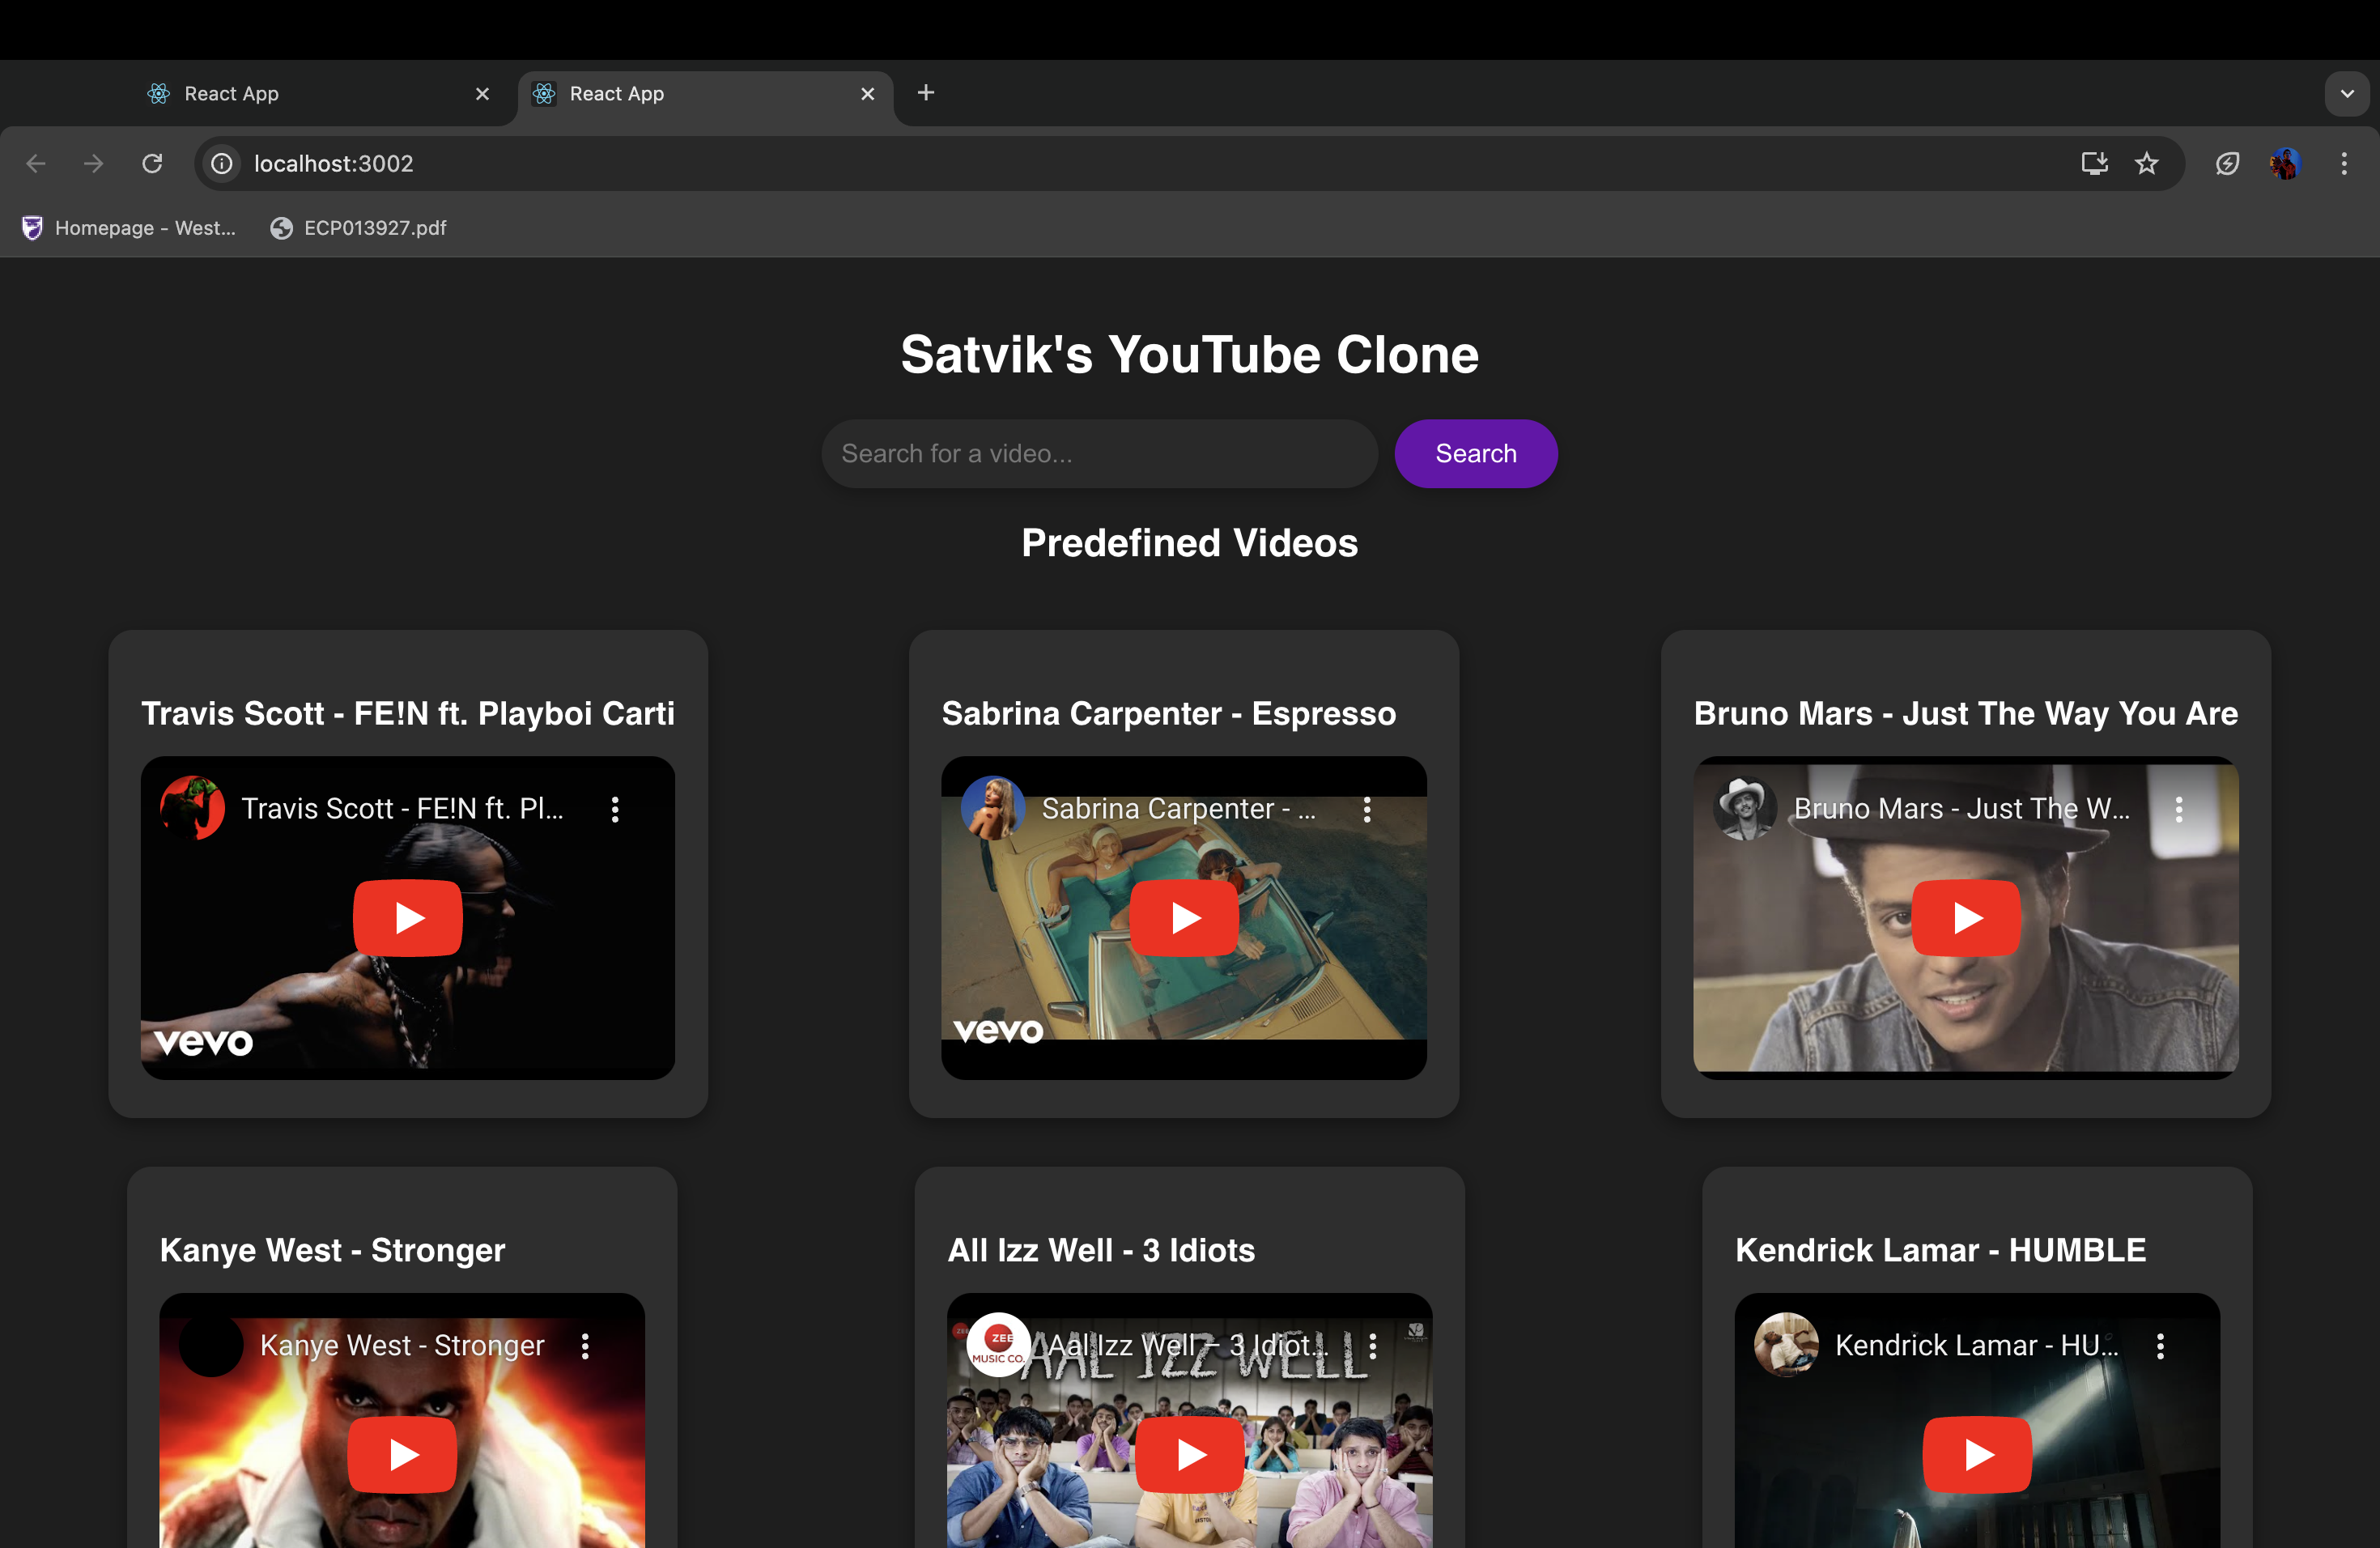 React App
React App
localhost:3002
Homepage - West...
ECP013927.pdf
Satvik's YouTube Clone
Search for a video...
Search
Predefined Videos
Travis Scott - FE!N ft. Playboi Carti
Sabrina Carpenter - Espresso
Bruno Mars - Just The Way You Are
Travis Scott - FE!N ft. Pl...
Sabrina Carpenter - ...
Bruno Mars - Just The W...
vevo
vevo
Kanye West - Stronger
All Izz Well - 3 Idiots
Kendrick Lamar - HUMBLE
Kanye West - Stronger
ZEE
ZEE
MUSIC CO.
Aal Izz Well – 3 Idiot...
AAL IZZ WELL
Kendrick Lamar - HU...